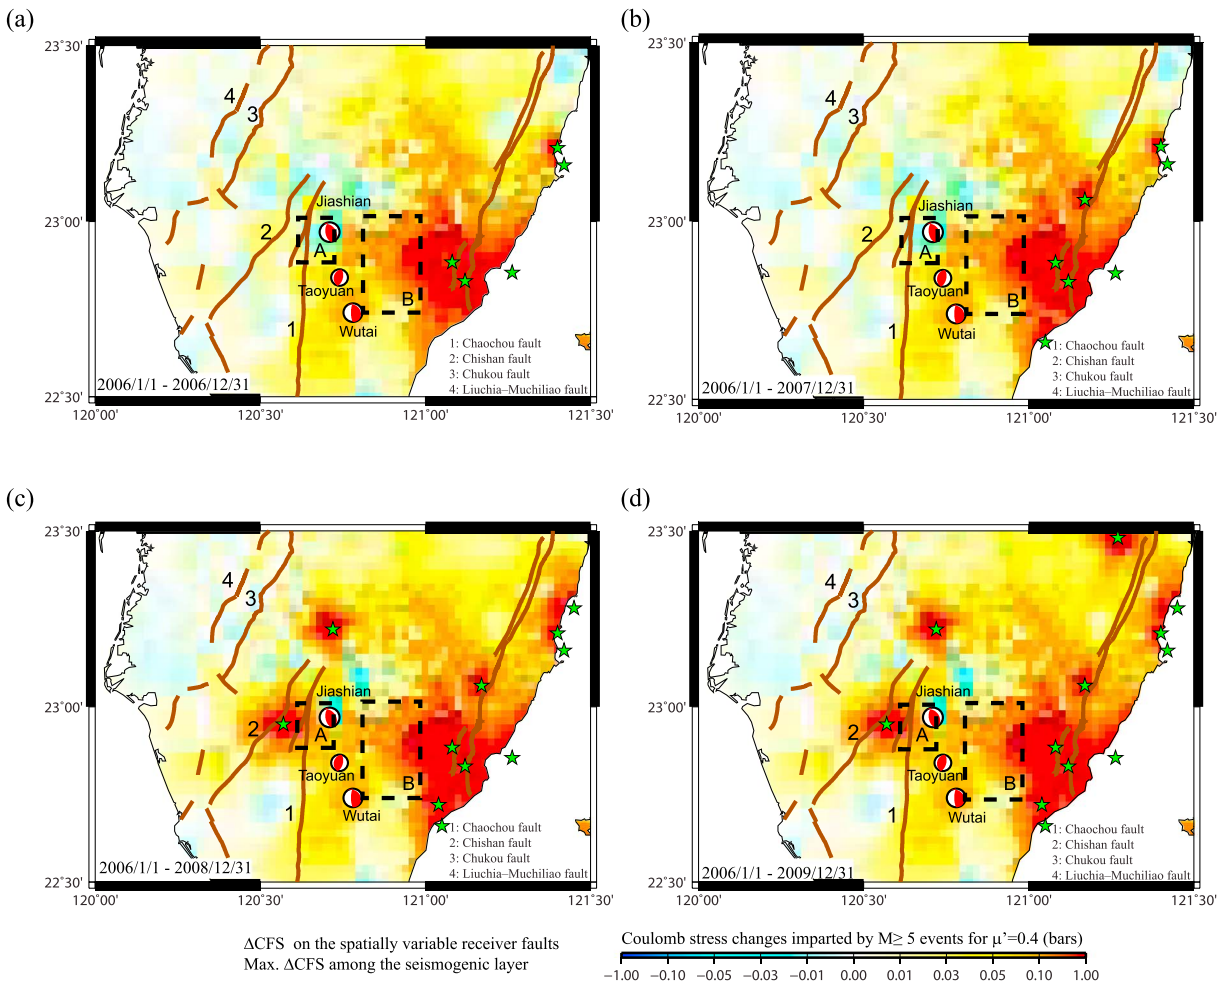 (a)
(b)
23˚30'
23˚00'
22˚30'
120˚00'
120˚30'
121˚00'
121˚30'
4
3
2
1
Jiashian
A
Taoyuan
B
Wutai
1: Chaochou fault
2: Chishan fault
3: Chukou fault
4: Liuchia–Muchiliao fault
2006/1/1 - 2006/12/31
23˚30'
23˚00'
22˚30'
120˚00'
120˚30'
121˚00'
121˚30'
4
3
2
1
Jiashian
A
Taoyuan
B
Wutai
1: Chaochou fault
2: Chishan fault
3: Chukou fault
4: Liuchia–Muchiliao fault
2006/1/1 - 2007/12/31
(c)
(d)
23˚30'
23˚00'
22˚30'
120˚00'
120˚30'
121˚00'
121˚30'
4
3
2
1
Jiashian
A
Taoyuan
B
Wutai
1: Chaochou fault
2: Chishan fault
3: Chukou fault
4: Liuchia–Muchiliao fault
2006/1/1 - 2008/12/31
23˚30'
23˚00'
22˚30'
120˚00'
120˚30'
121˚00'
121˚30'
4
3
2
1
Jiashian
A
Taoyuan
B
Wutai
1: Chaochou fault
2: Chishan fault
3: Chukou fault
4: Liuchia–Muchiliao fault
2006/1/1 - 2009/12/31
ΔCFS on the spatially variable receiver faults
Max. ΔCFS among the seismogenic layer
Coulomb stress changes imparted by M≥ 5 events for μ'=0.4 (bars)
−1.00 −0.10 −0.05 −0.03 −0.01 0.00 0.01 0.03 0.05 0.10 1.00